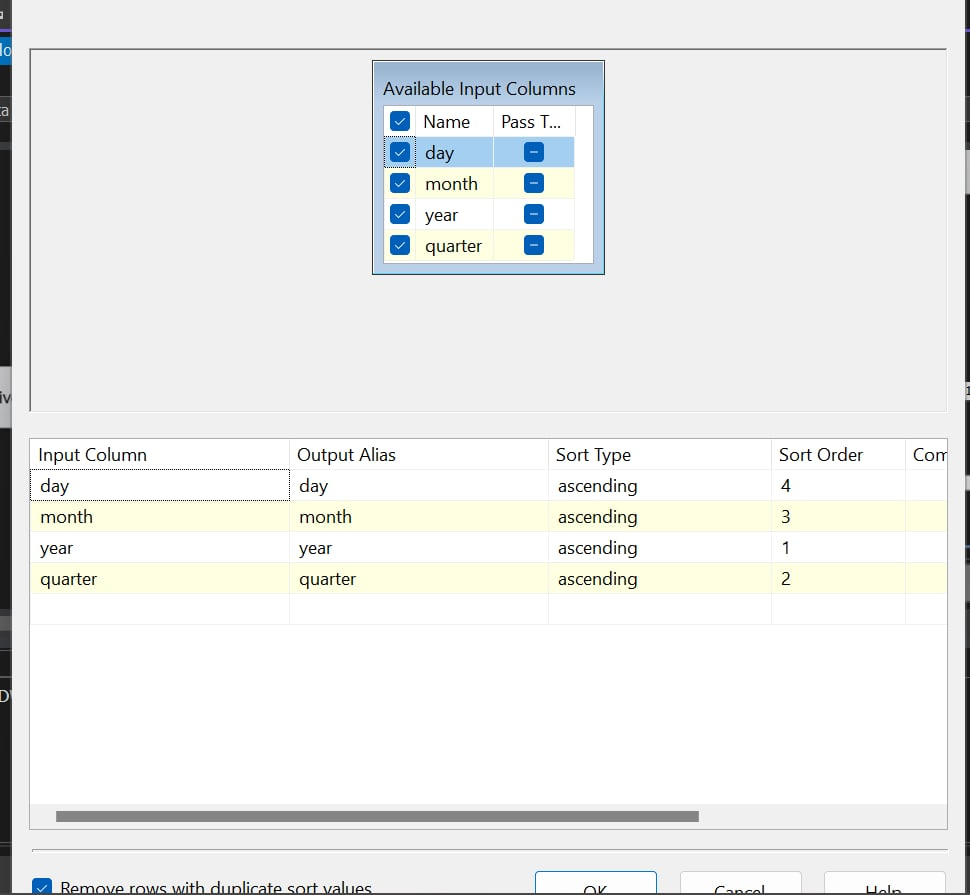 Available Input Columns
Name Pass T...
day
month
year
quarter
Input Column Output Alias Sort Type Sort Order Com
day day ascending 4
month month ascending 3
year year ascending 1
quarter quarter ascending 2
Remove rows with duplicate sort values
OK Cancel Help